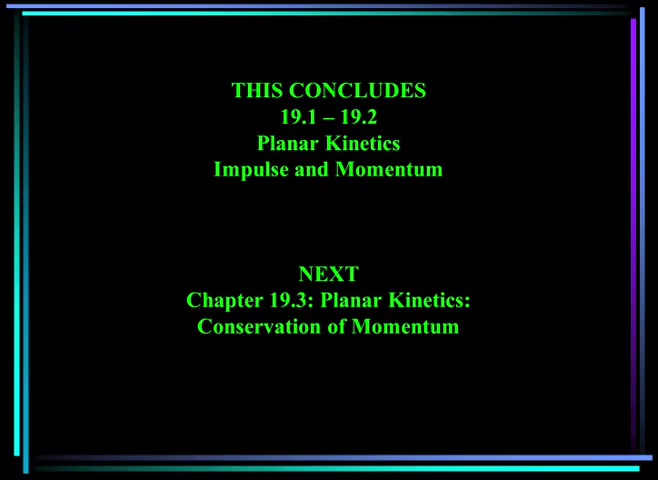 THIS CONCLUDES
19.1 – 19.2
Planar Kinetics
Impulse and Momentum
NEXT
Chapter 19.3: Planar Kinetics:
Conservation of Momentum